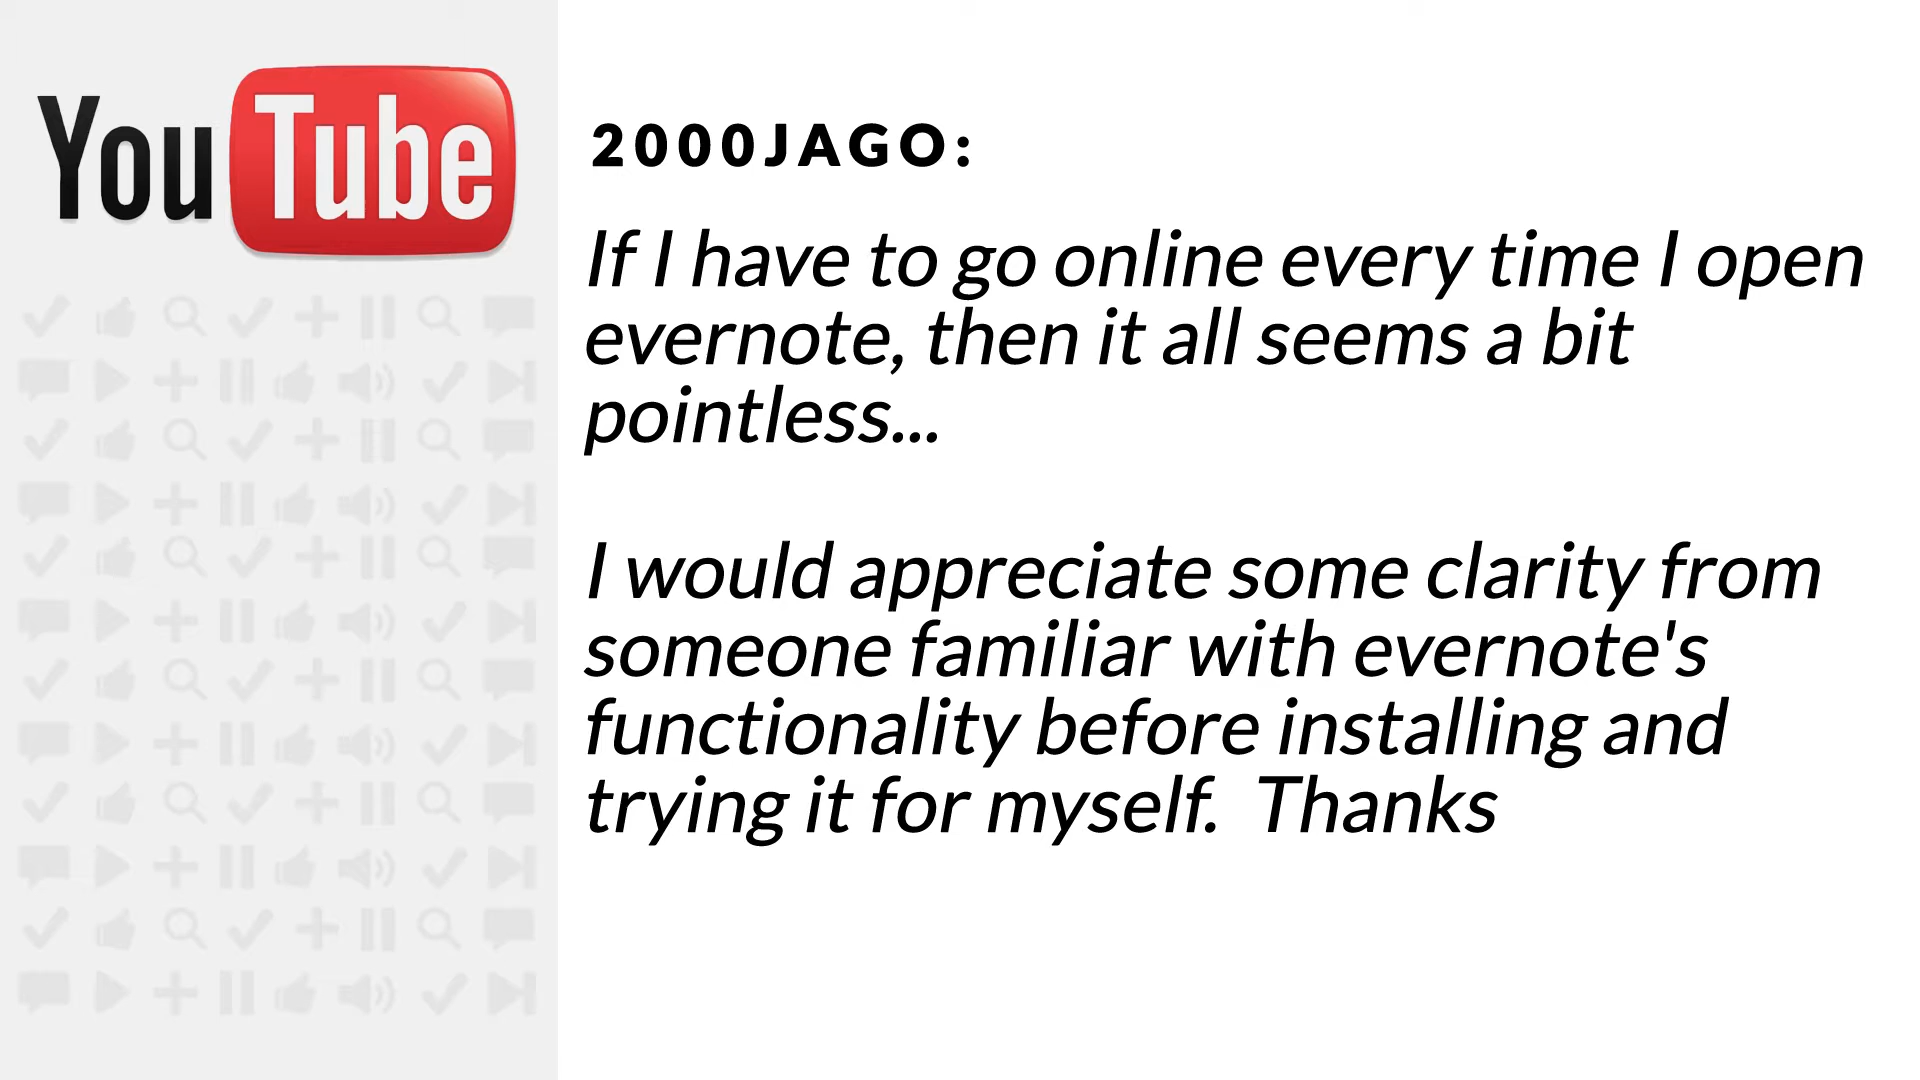 YouTube
2000JAGO:
If I have to go online every time I open
evernote, then it all seems a bit
pointless...
I would appreciate some clarity from
someone familiar with evernote's
functionality before installing and
trying it for myself.  Thanks